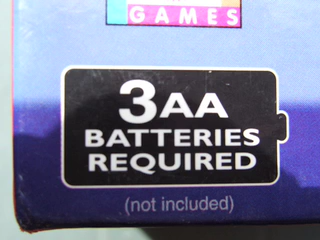 GAMES
3AA
BATTERIES
REQUIRED
(not included)